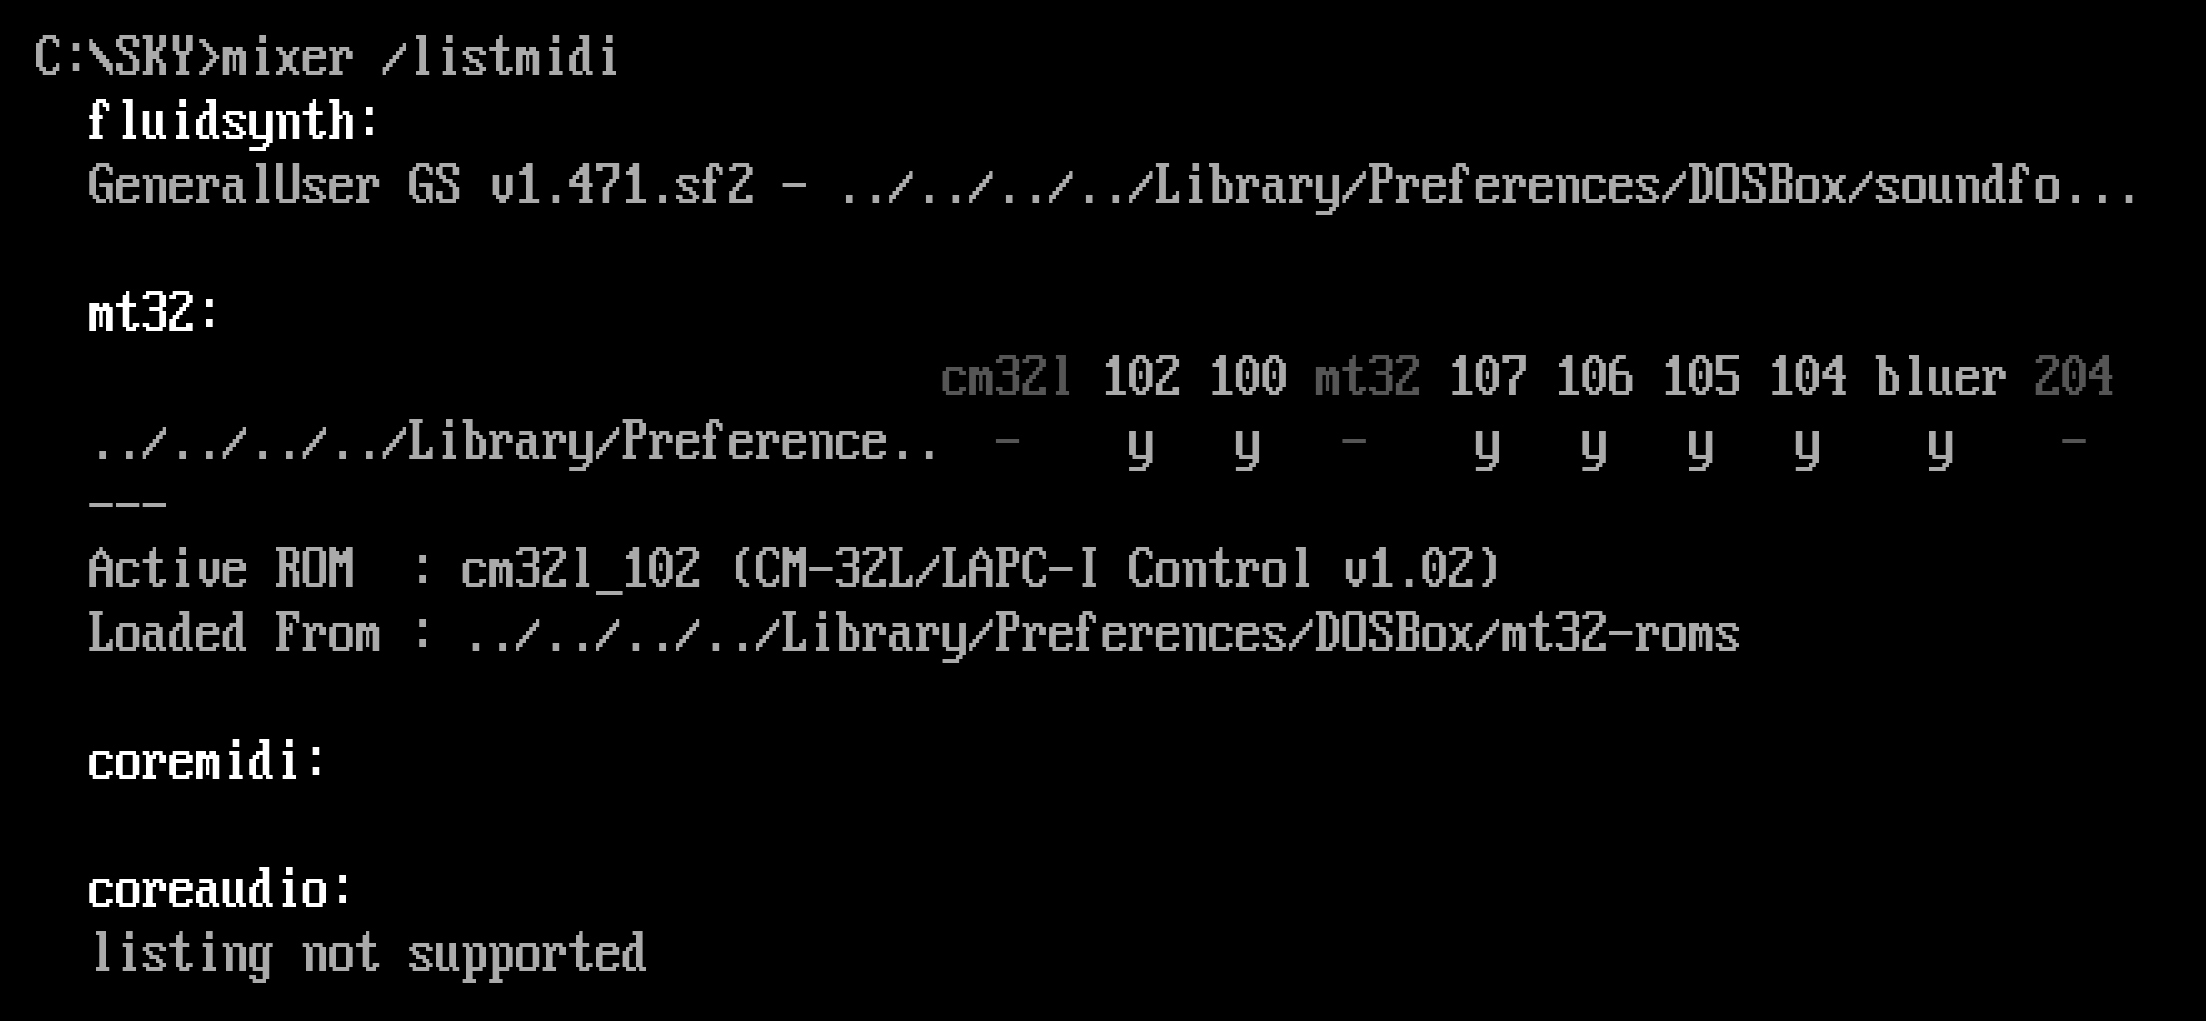 C:\SKY>mixer /listmidi
fluidsynth:
GeneralUser GS v1.471.sf2 - ../../../../Library/Preferences/DOSBox/soundfo...
mt32:
cm32l 102 100 mt32 107 106 105 104 bluer 204
../../../../Library/Preference.. - y y - y y y y y -
---
Active ROM  : cm32l_102 (CM-32L/LAPC-I Control v1.02)
Loaded From : ../../../../Library/Preferences/DOSBox/mt32-roms
coremidi:
coreaudio:
listing not supported